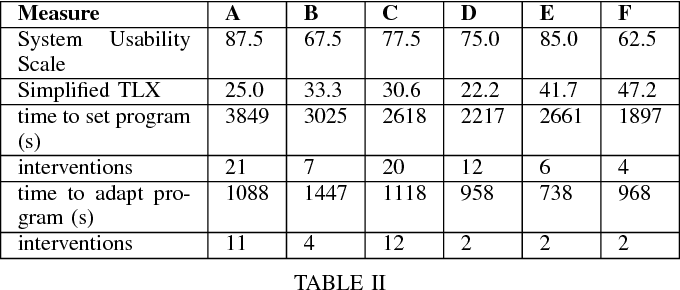 Measure A B C D E F
System Usability 87.5 67.5 77.5 75.0 85.0 62.5
Scale
Simplified TLX 25.0 33.3 30.6 22.2 41.7 47.2
time to set program 3849 3025 2618 2217 2661 1897
(s)
interventions 21 7 20 12 6 4
time to adapt pro- 1088 1447 1118 958 738 968
gram (s)
interventions 11 4 12 2 2 2
TABLE II